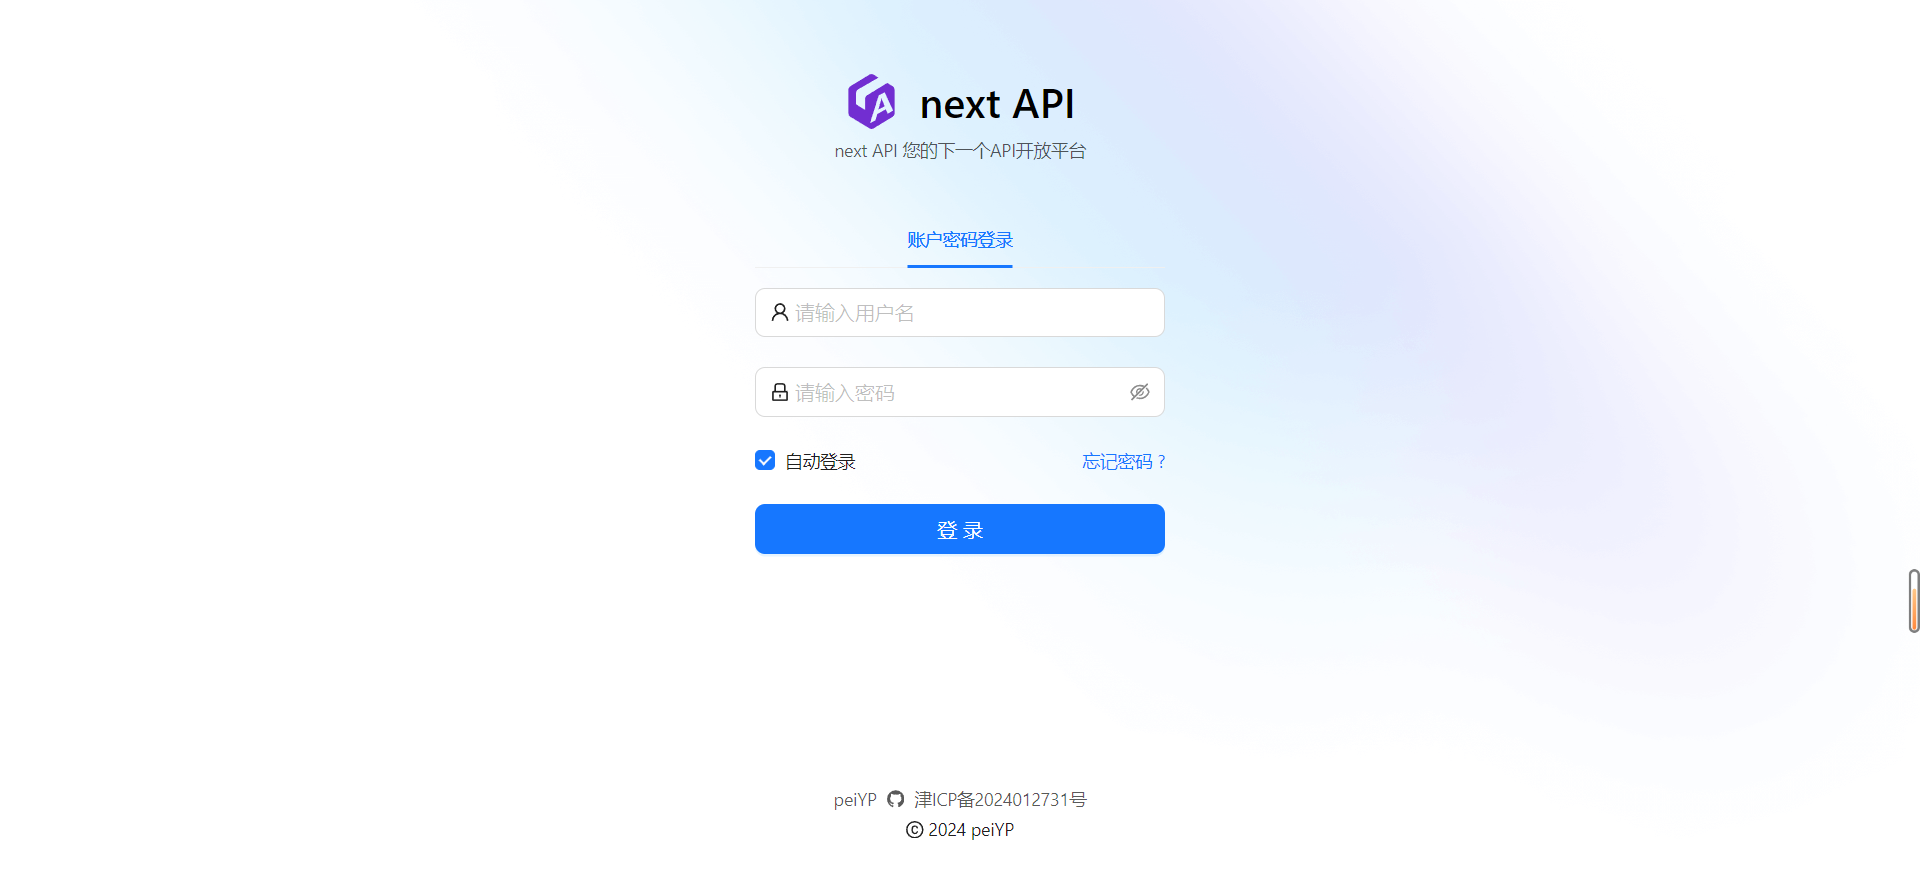 next API
next API 您的下一个API开放平台
账户密码登录
请输入用户名
请输入密码
自动登录 忘记密码 ?
登 录
peiYP 津ICP备2024012731号
© 2024 peiYP